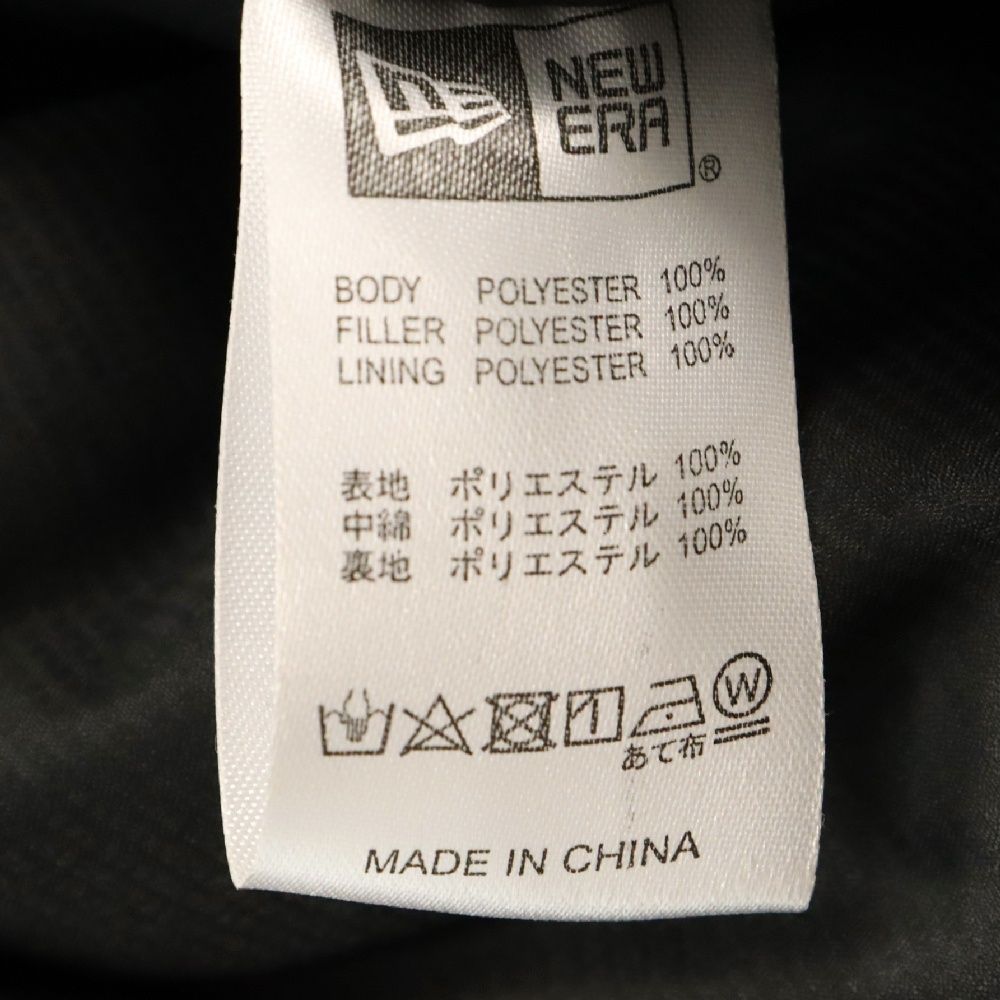 NEW
ERA
®
BODY POLYESTER 100%
FILLER POLYESTER 100%
LINING POLYESTER 100%
表地 ポリエステル 100%
中綿 ポリエステル 100%
裏地 ポリエステル 100%
W
あて布
MADE IN CHINA